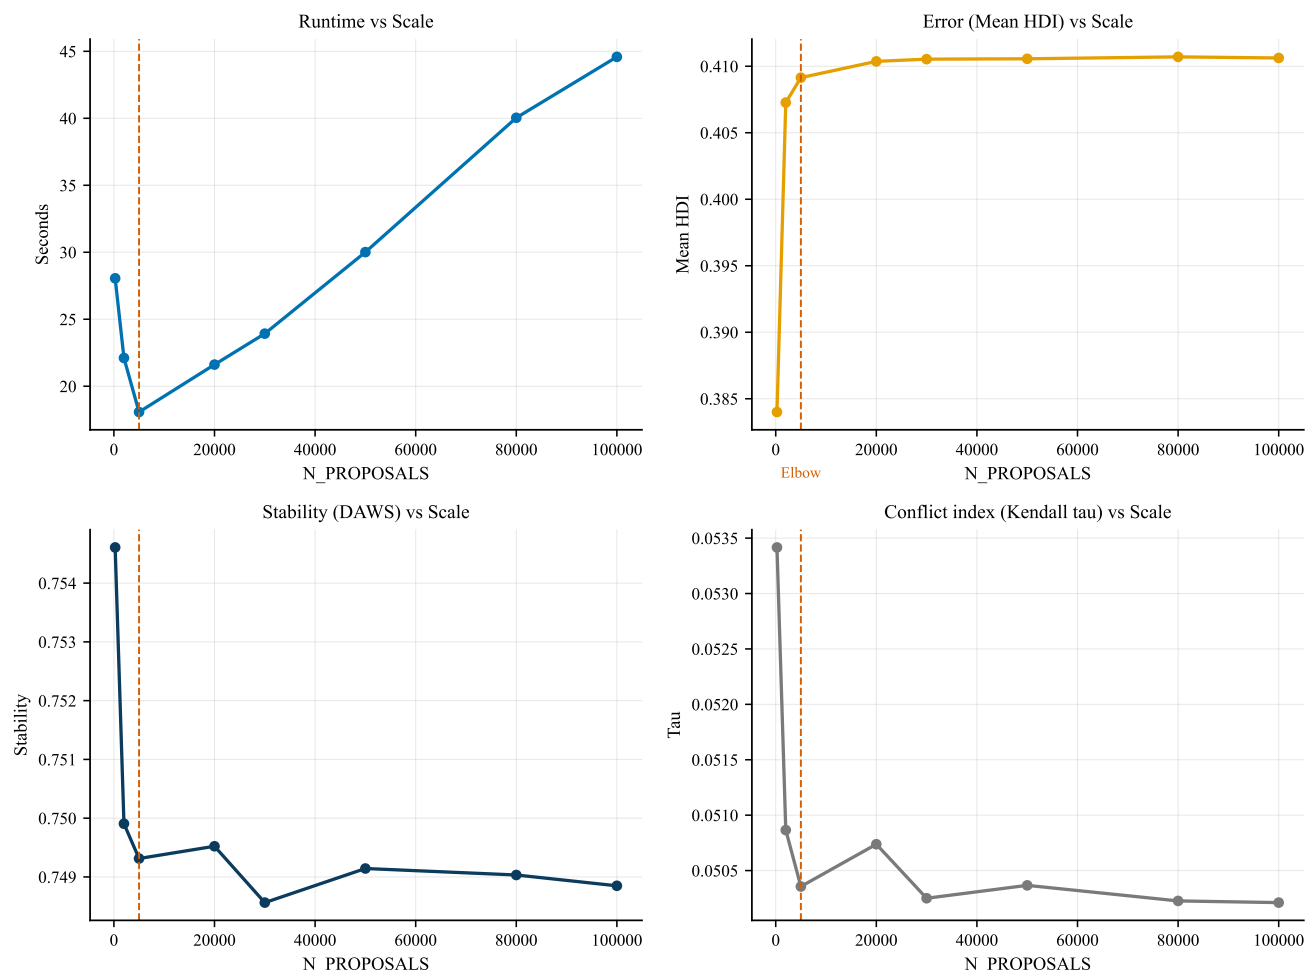 Runtime vs Scale
45
40
35
30
25
20
Seconds
0 20000 40000 60000 80000 100000
N_PROPOSALS
Error (Mean HDI) vs Scale
0.410
0.405
0.400
0.395
0.390
0.385
Mean HDI
0 20000 40000 60000 80000 100000
Elbow
N_PROPOSALS
Stability (DAWS) vs Scale
0.754
0.753
0.752
0.751
0.750
0.749
Stability
0 20000 40000 60000 80000 100000
N_PROPOSALS
Conflict index (Kendall tau) vs Scale
0.0535
0.0530
0.0525
0.0520
0.0515
0.0510
0.0505
Tau
0 20000 40000 60000 80000 100000
N_PROPOSALS